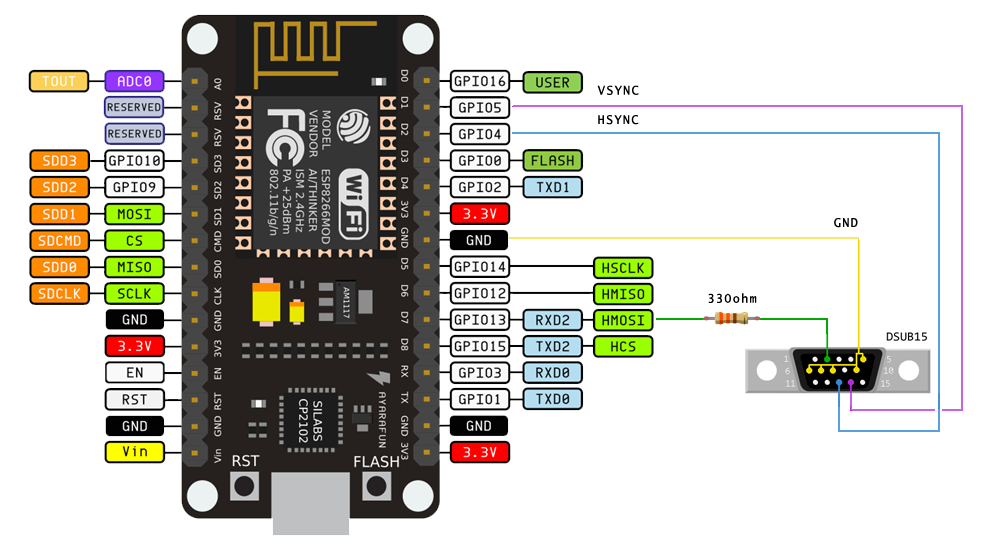 TOUT ADC0
RESERVED
RESERVED
SDD3 GPIO10
SDD2 GPIO9
SDD1 MOSI
SDCMD CS
SDD0 MISO
SDCLK SCLK
GND
3.3V
EN
RST
GND
Vin
A0
RSV
RSV
SD3
SD2
SD1
CMD
SD0
CLK
GND
3V3
EN
RST
GND
Vin
MODEL ESP8266MOD
VENDOR AI/THINKER
ISM 2.4GHz
PA +25dBm
802.11b/g/n
FC
Wi Fi
AM1117
SILABS
CP2102
AYARAFUN
RST
FLASH
D0
D1
D2
D3
D4
3V3
GND
D5
D6
D7
D8
RX
TX
GND
3V3
GPIO16 USER
GPIO5
GPIO4
GPIO0 FLASH
GPIO2 TXD1
3.3V
GND
GPIO14 HSCLK
GPIO12 HMISO
GPIO13 RXD2 HMOSI
GPIO15 TXD2 HCS
GPIO3 RXD0
GPIO1 TXD0
GND
3.3V
VSYNC
HSYNC
GND
330ohm
DSUB15
1 5
6 10
11 15